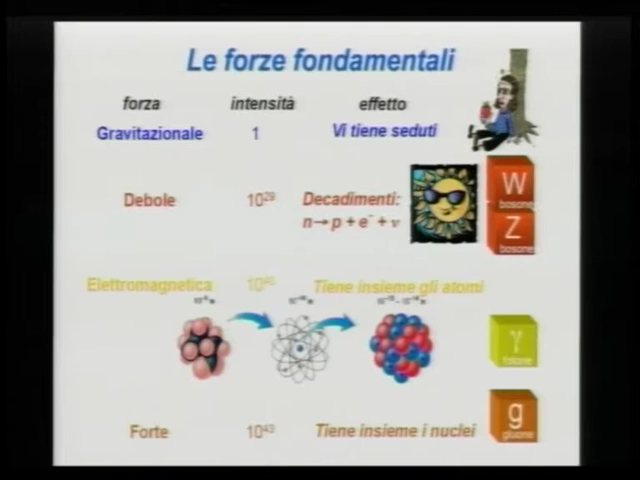 Le forze fondamentali
forza intensità effetto
Gravitazionale 1 Vi tiene seduti
Debole 10²⁹ Decadimenti:
n→p + e⁻ + ν
W
bosone
Z
bosone
Elettromagnetica 10⁴⁰ Tiene insieme gli atomi
γ
fotone
g
gluone
Forte 10⁴³ Tiene insieme i nuclei